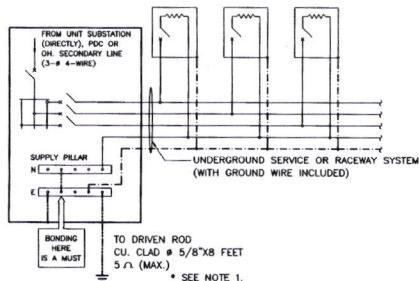 FROM UNIT SUBSTATION
(DIRECTLY), PDC OR
OH. SECONDARY LINE
(3-ø 4-WIRE)
SUPPLY PILLAR
N
E
UNDERGROUND SERVICE OR RACEWAY SYSTEM
(WITH GROUND WIRE INCLUDED)
BONDING
HERE
IS A MUST
TO DRIVEN ROD
CU. CLAD ø 5/8"X8 FEET
5 Ω (MAX.)
* SEE NOTE 1.